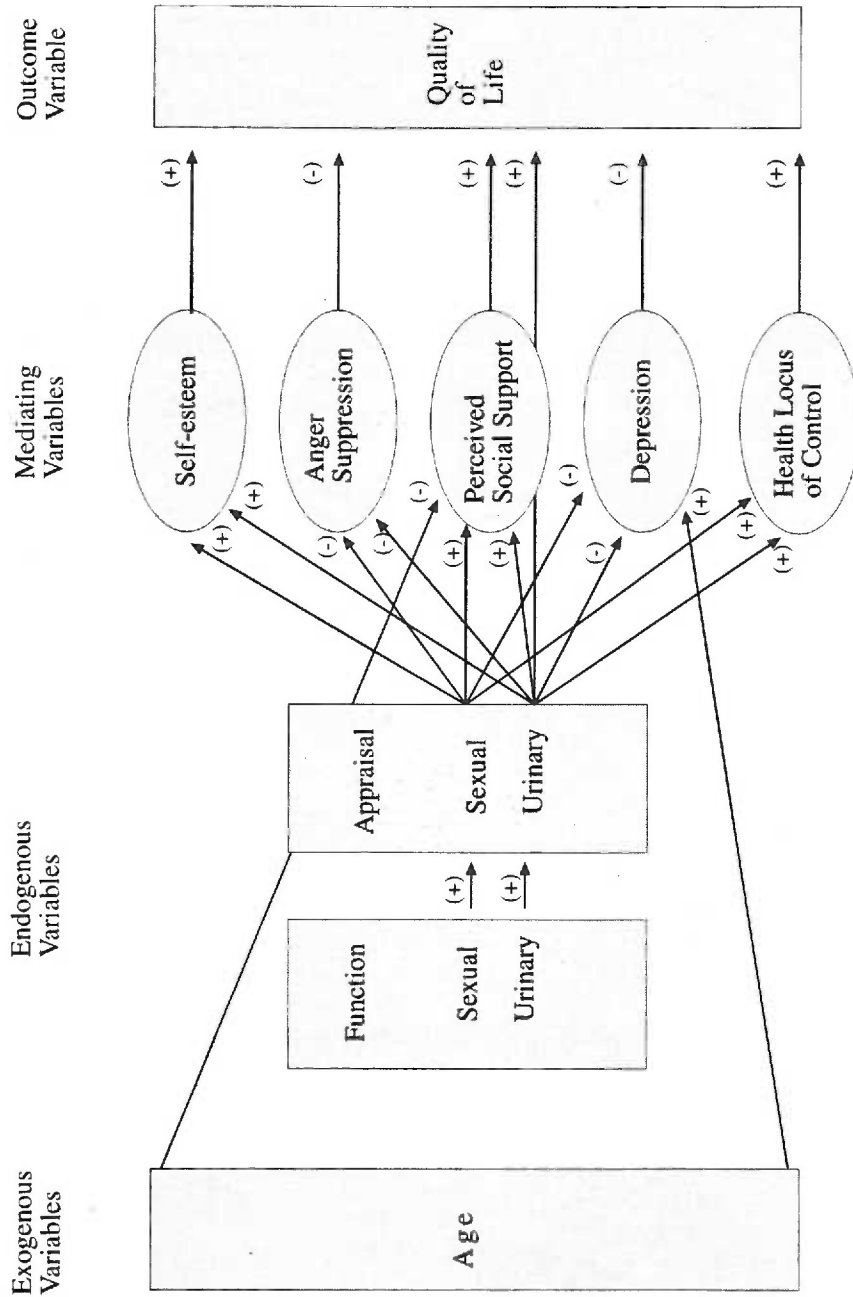 Exogenous
Variables
Endogenous
Variables
Mediating
Variables
Outcome
Variable
Age
Function
Sexual
Urinary
(+)
(+)
Appraisal
Sexual
Urinary
(+)
(+)
(-)
(-)
(-)
(+)
(+)
(-)
(-)
(+)
(+)
(+)
Self-esteem
Anger
Suppression
Perceived
Social Support
Depression
Health Locus
of Control
(+)
(-)
(+)
(+)
(-)
(+)
Quality
of
Life